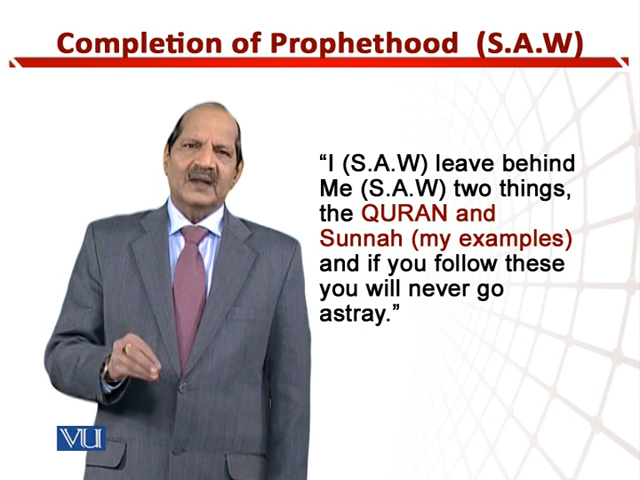 Completion of Prophethood (S.A.W)
“I (S.A.W) leave behind
Me (S.A.W) two things,
the QURAN and
Sunnah (my examples)
and if you follow these
you will never go
astray.”
VU